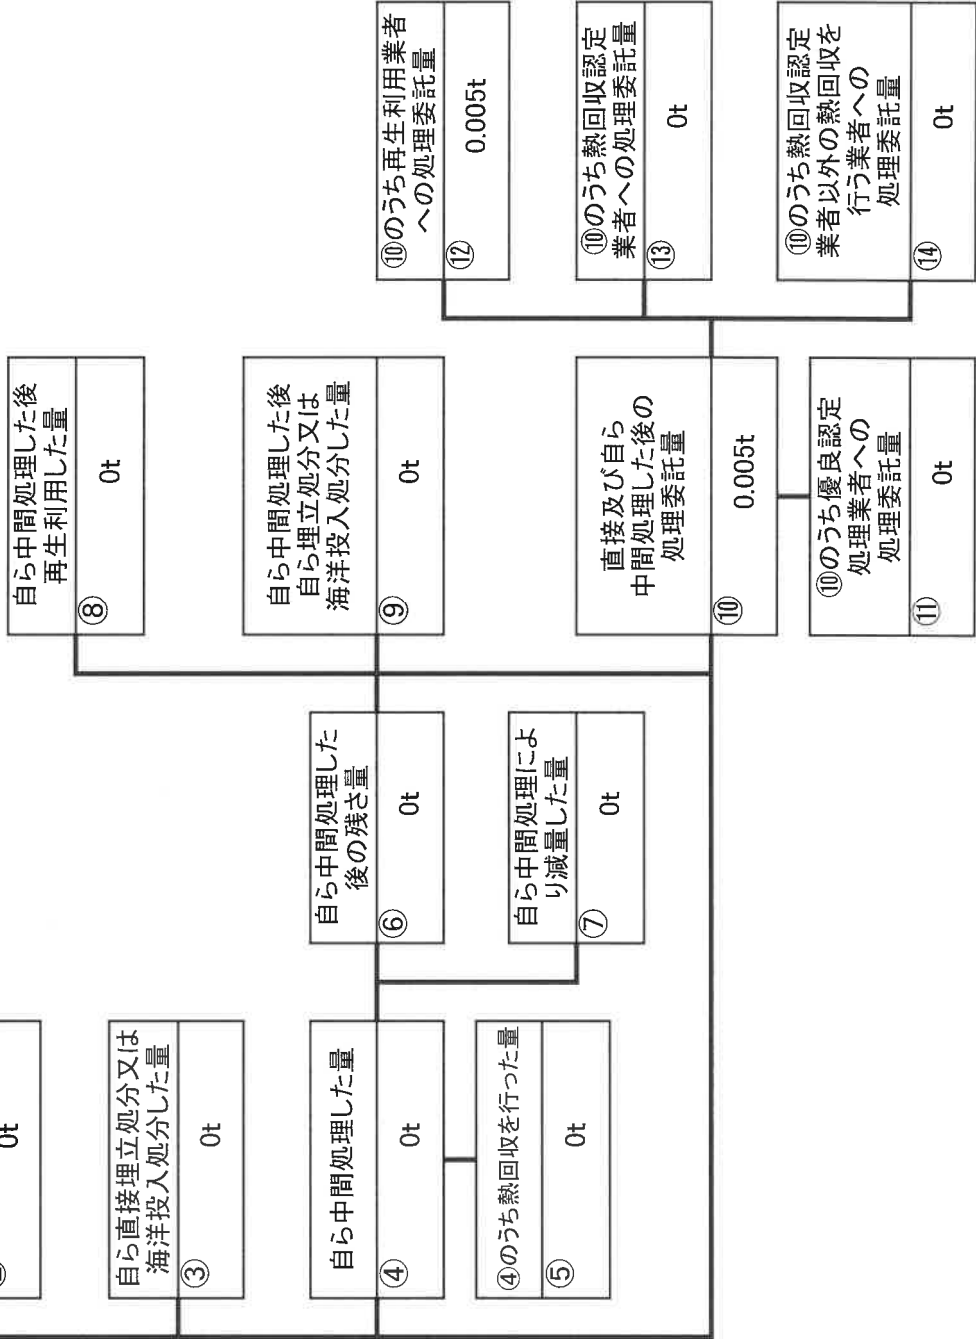 0t
自ら直接埋立処分又は
海洋投入処分した量
③
0t
自ら中間処理した量
④
0t
④のうち熱回収を行った量
⑤
0t
自ら中間処理した
後の残さ量
⑥
0t
自ら中間処理によ
り減量した量
⑦
0t
自ら中間処理した後
再生利用した量
⑧
0t
自ら中間処理した後
自ら埋立処分又は
海洋投入処分した量
⑨
0t
直接及び自ら
中間処理した後の
処理委託量
⑩
0.005t
⑩のうち優良認定
処理業者への
処理委託量
⑪
0t
⑩のうち再生利用業者
への処理委託量
⑫
0.005t
⑩のうち熱回収認定
業者への処理委託量
⑬
0t
⑩のうち熱回収認定
業者以外の熱回収を
行う業者への
処理委託量
⑭
0t